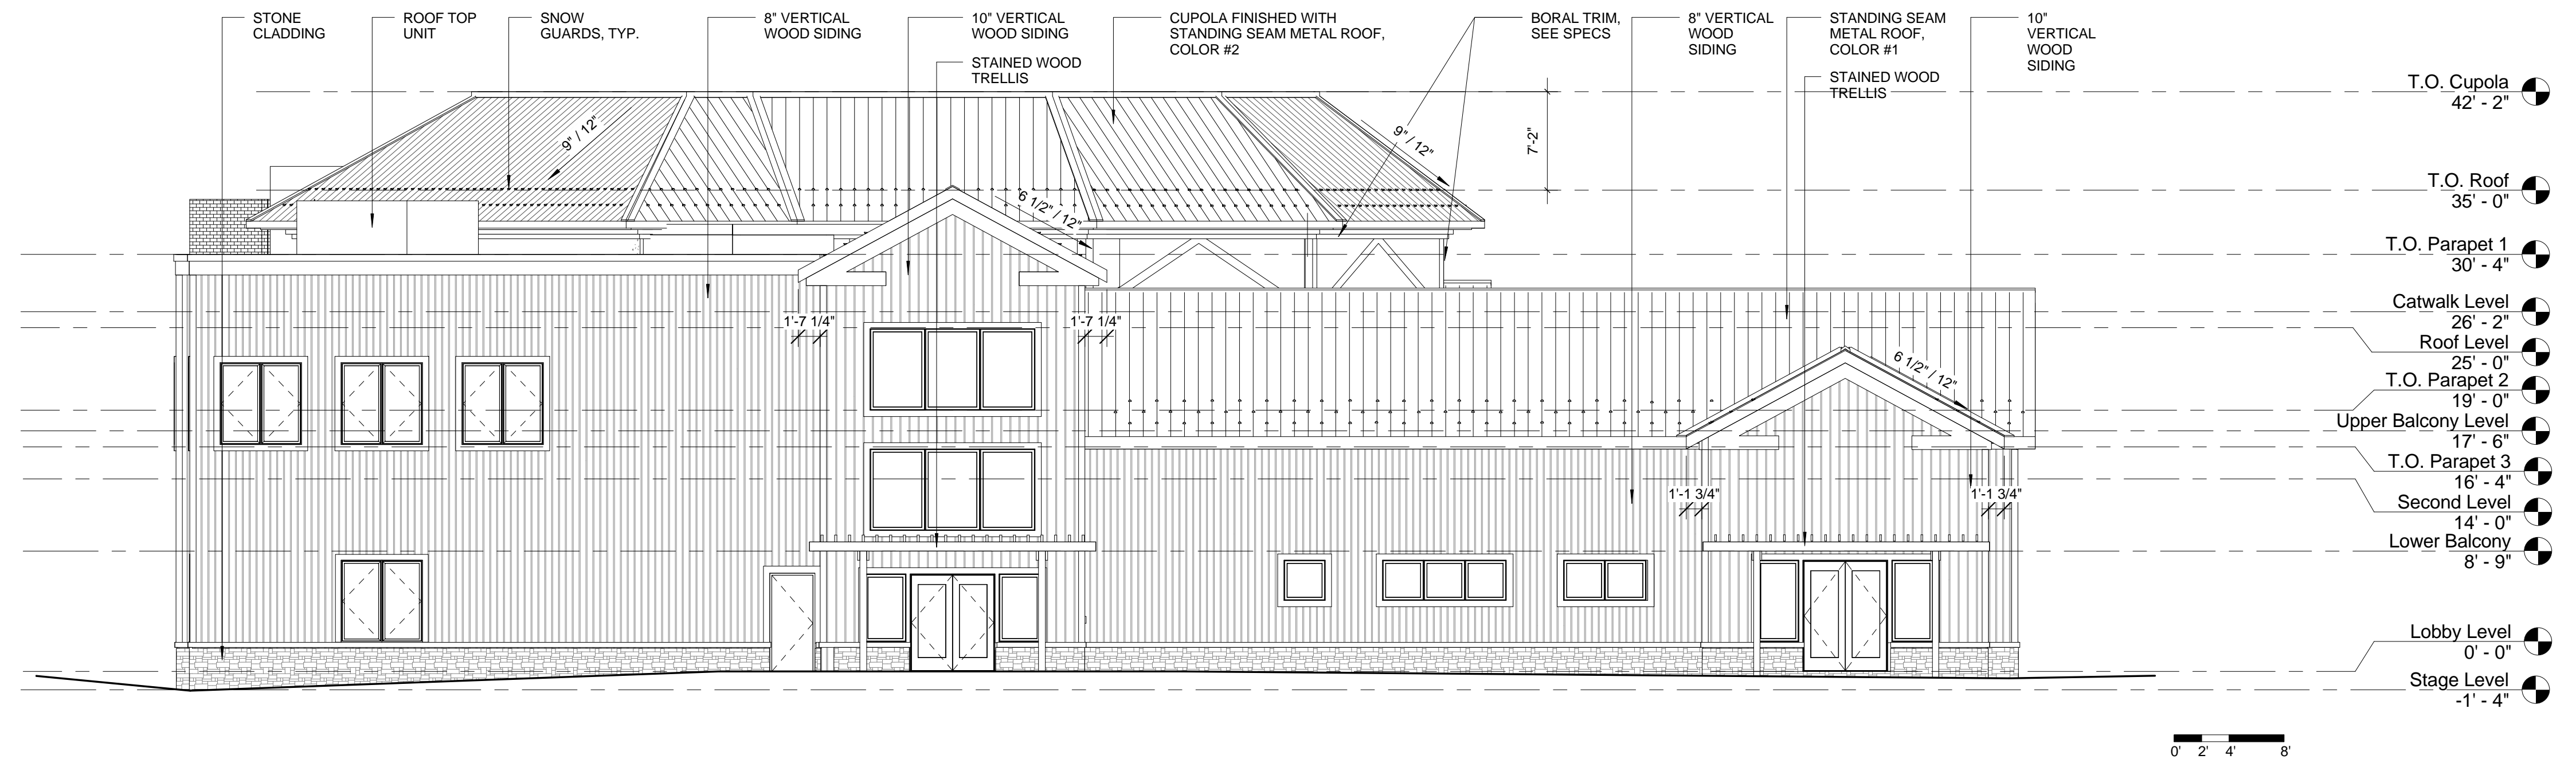 STONE
CLADDING
ROOF TOP
UNIT
SNOW
GUARDS, TYP.
8" VERTICAL
WOOD SIDING
10" VERTICAL
WOOD SIDING
STAINED WOOD
TRELLIS
CUPOLA FINISHED WITH
STANDING SEAM METAL ROOF,
COLOR #2
BORAL TRIM,
SEE SPECS
8" VERTICAL
WOOD
SIDING
STANDING SEAM
METAL ROOF,
COLOR #1
STAINED WOOD
TRELLIS
10"
VERTICAL
WOOD
SIDING
9" / 12"
9" / 12"
7'-2"
6 1/2" / 12"
1'-7 1/4"
1'-7 1/4"
6 1/2" / 12"
1'-1 3/4"
1'-1 3/4"
T.O. Cupola
42' - 2"
T.O. Roof
35' - 0"
T.O. Parapet 1
30' - 4"
Catwalk Level
26' - 2"
Roof Level
25' - 0"
T.O. Parapet 2
19' - 0"
Upper Balcony Level
17' - 6"
T.O. Parapet 3
16' - 4"
Second Level
14' - 0"
Lower Balcony
8' - 9"
Lobby Level
0' - 0"
Stage Level
-1' - 4"
0' 2' 4' 8'